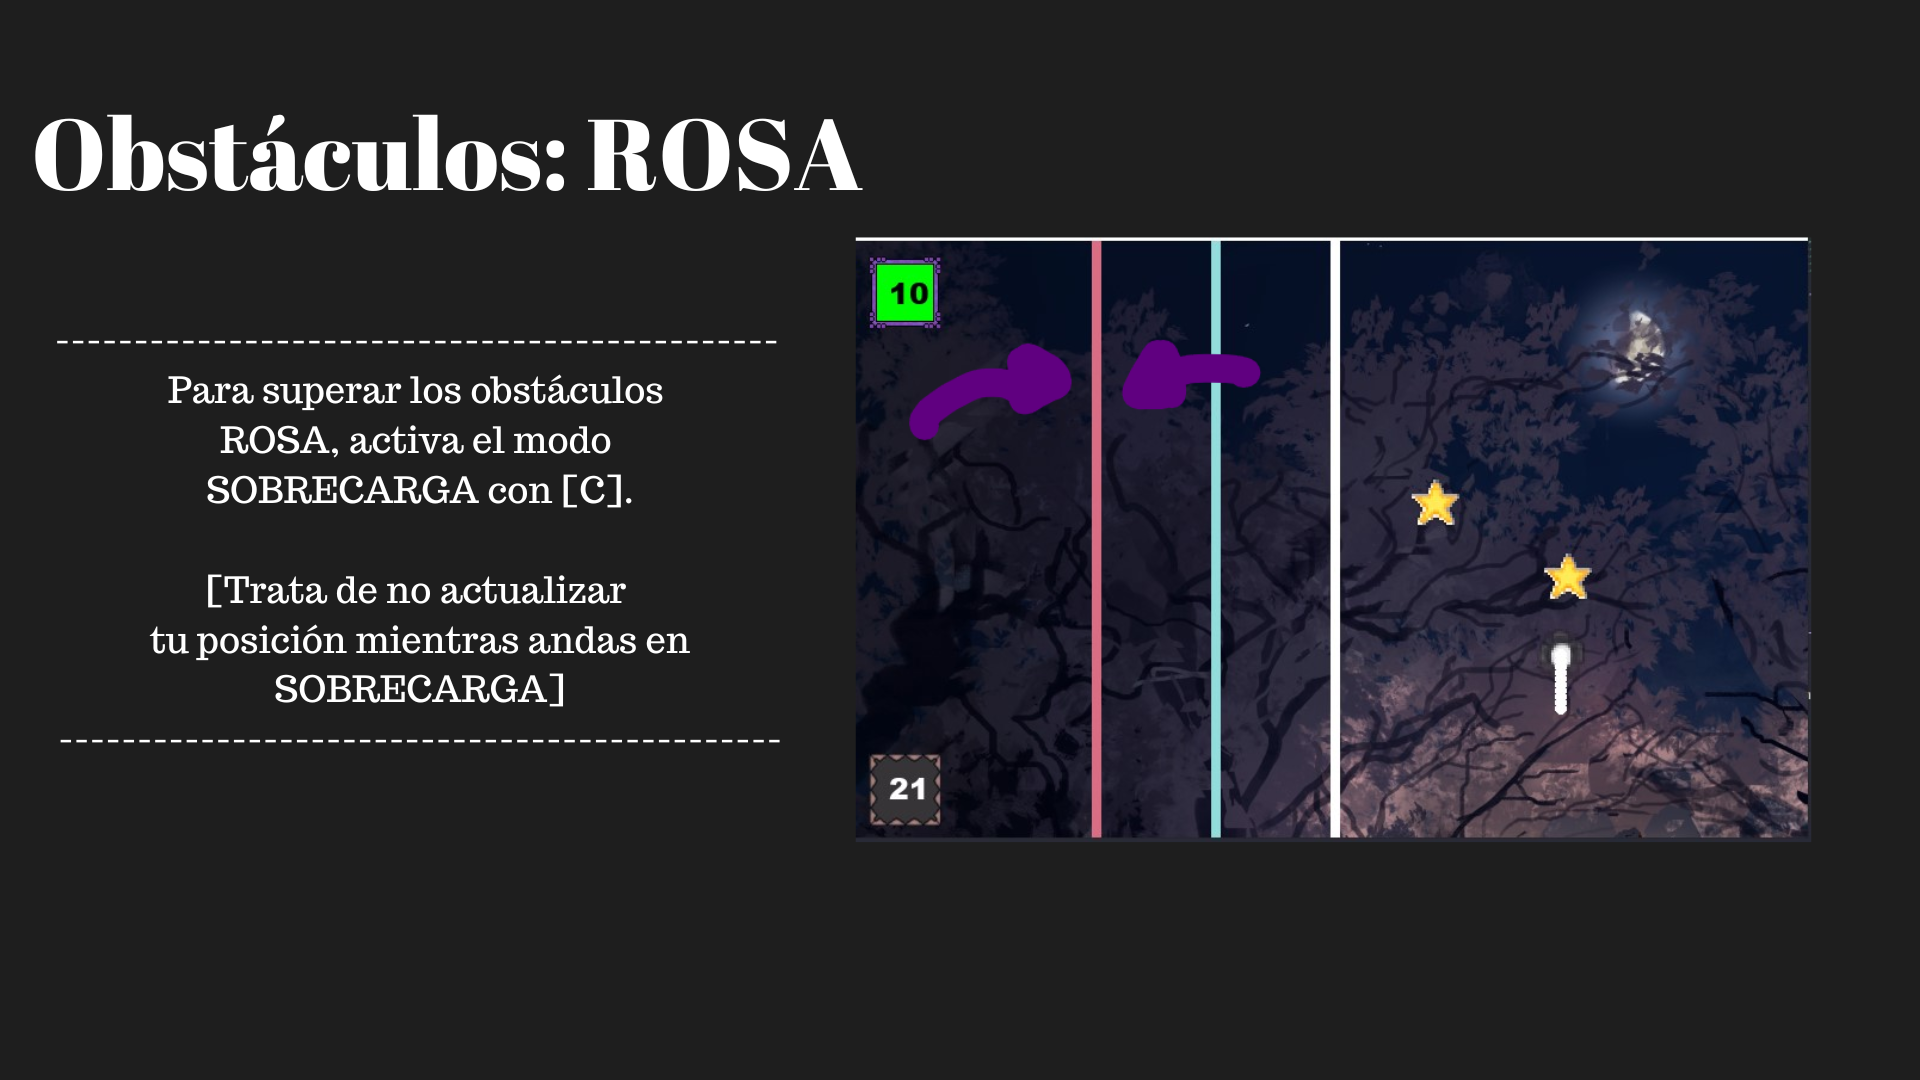 Obstáculos: ROSA
----------------------------------------------
Para superar los obstáculos
ROSA, activa el modo
SOBRECARGA con [C].
[Trata de no actualizar
tu posición mientras andas en
SOBRECARGA]
----------------------------------------------
10
21